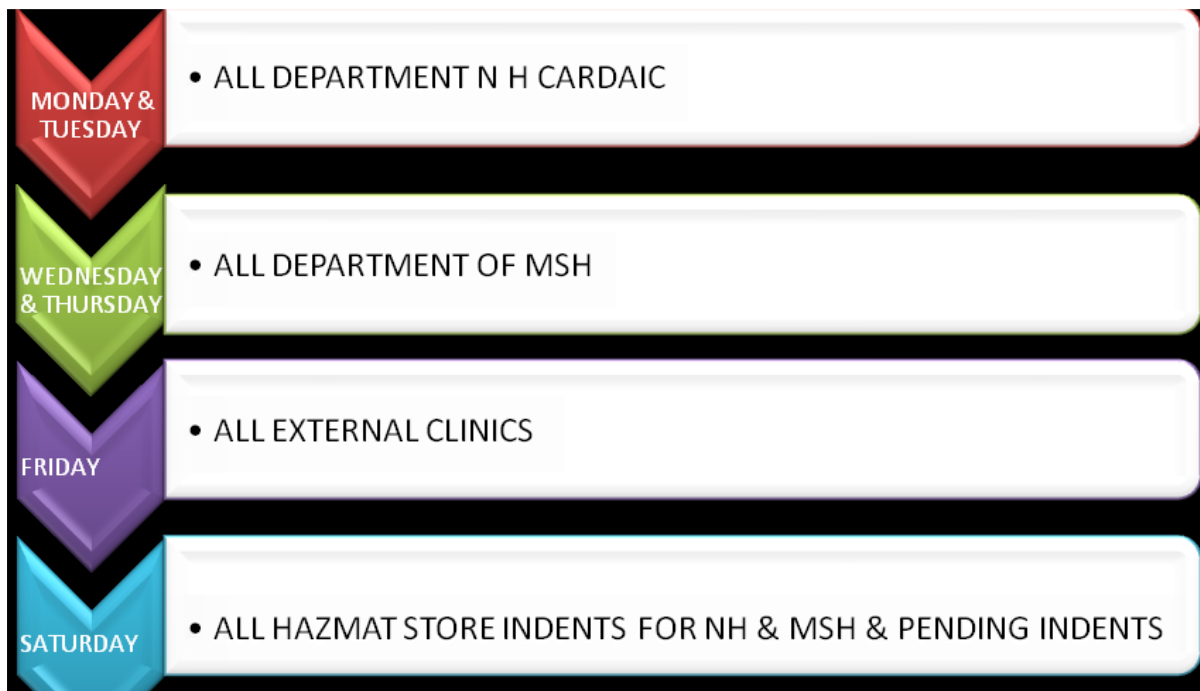 MONDAY &
TUESDAY
• ALL DEPARTMENT N H CARDAIC
WEDNESDAY
& THURSDAY
• ALL DEPARTMENT OF MSH
FRIDAY
• ALL EXTERNAL CLINICS
SATURDAY
• ALL HAZMAT STORE INDENTS FOR NH & MSH & PENDING INDENTS